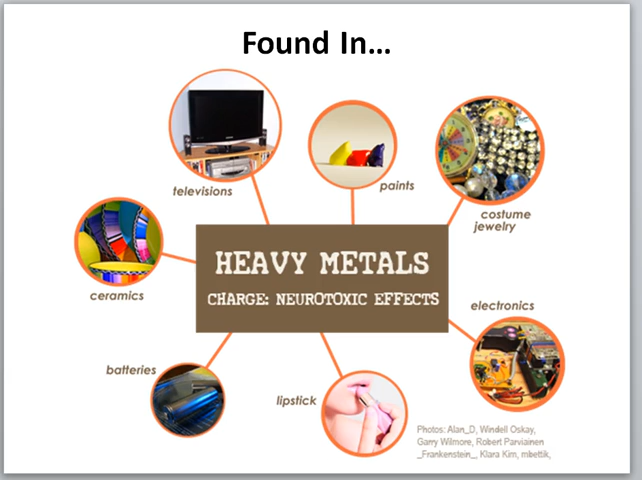 Found In...
televisions
paints
costume
jewelry
HEAVY METALS
CHARGE: NEUROTOXIC EFFECTS
ceramics
electronics
batteries
lipstick
Photos: Alan_D, Windell Oskay,
Garry Wilmore, Robert Parviainen
_Frankenstein_, Klara Kim, mbettik,